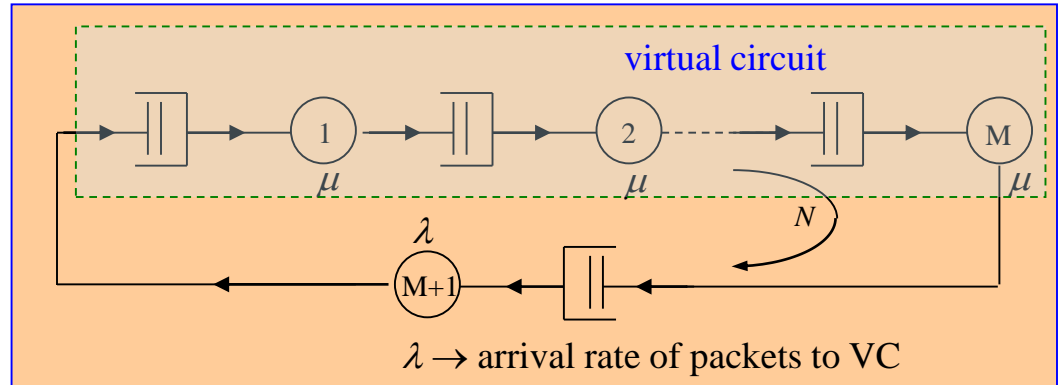 virtual circuit
1 2 M
μ μ μ
N
λ
M+1
λ → arrival rate of packets to VC